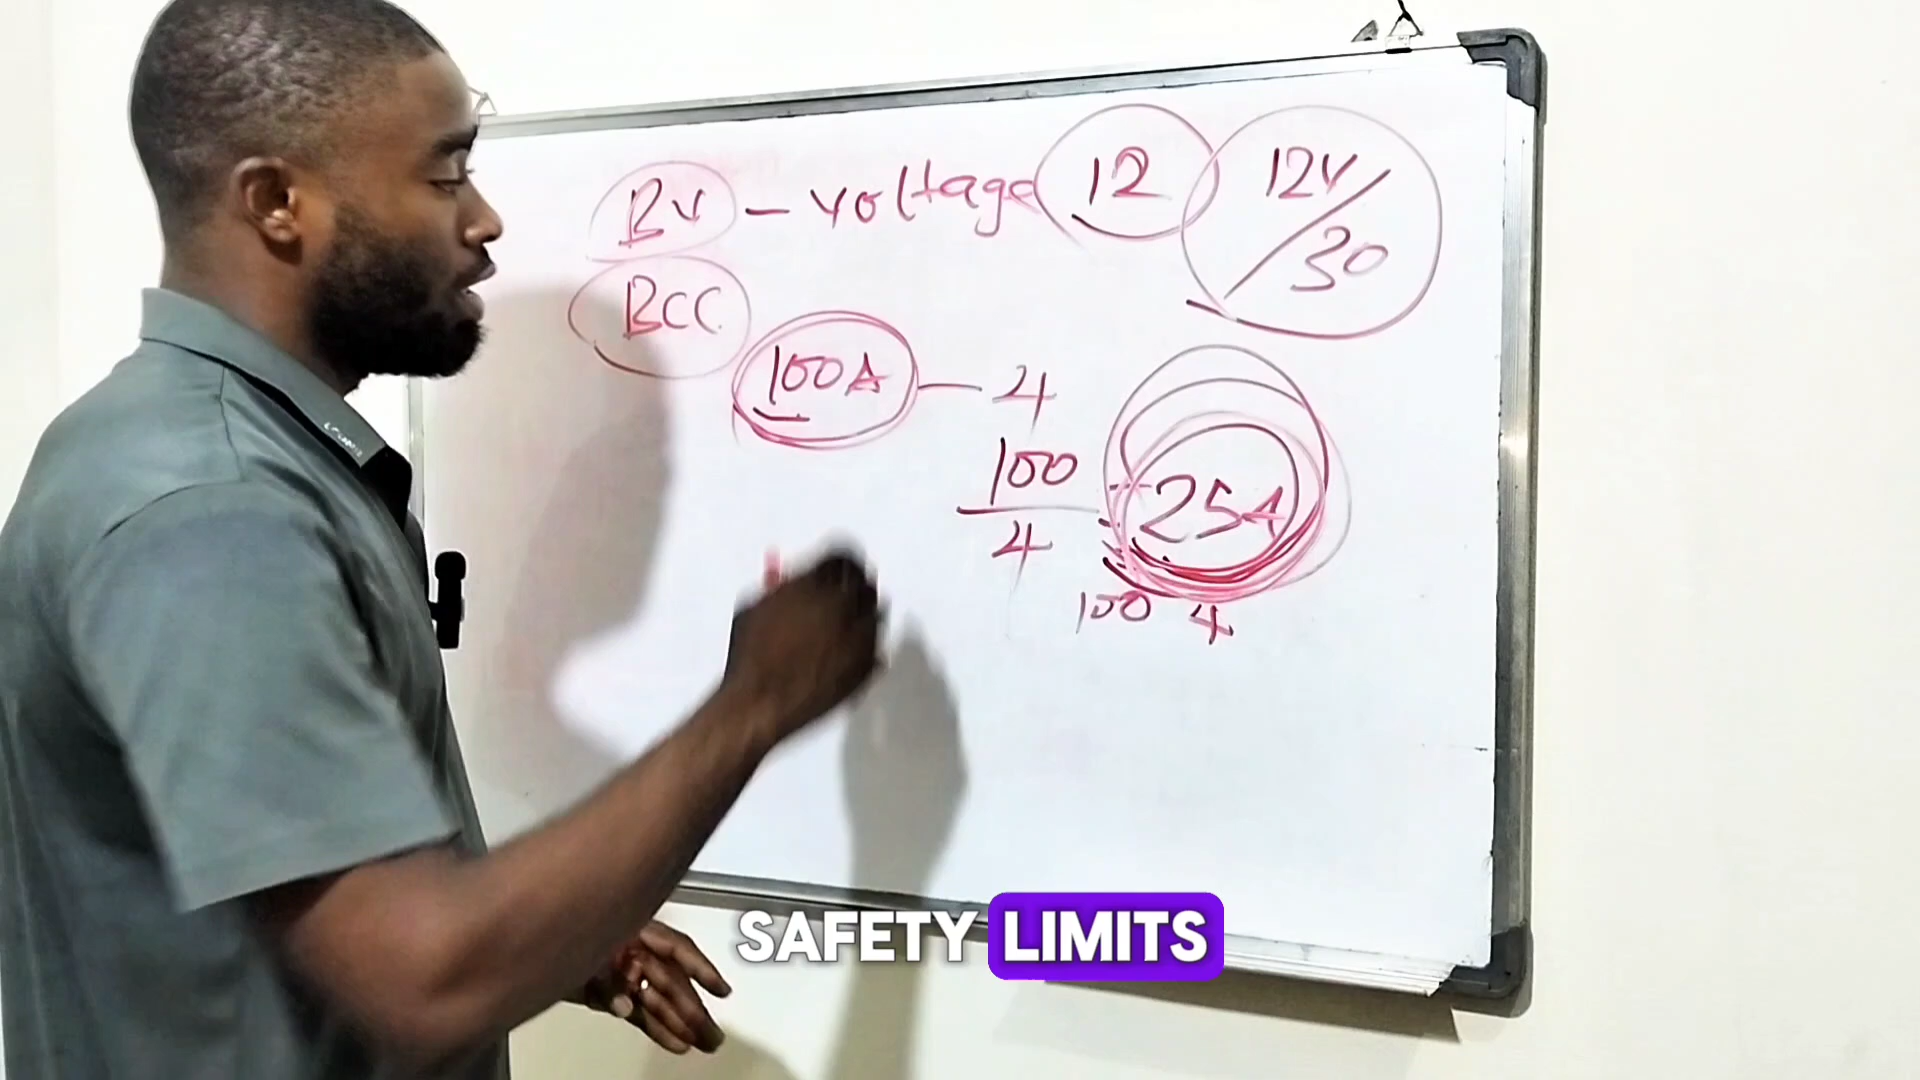 BV - voltage 12 12V/30
BCC
100A - 4
100/4 = 25A
100 4
SAFETY LIMITS